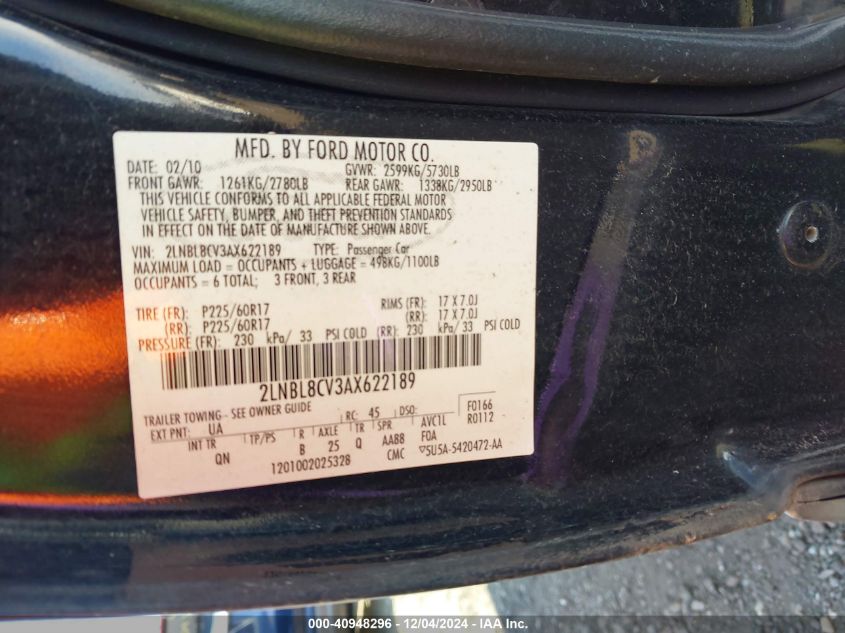 MFD. BY FORD MOTOR CO.
DATE: 02/10 GVWR: 2599KG/5730LB
FRONT GAWR: 1261KG/2780LB REAR GAWR: 1338KG/2950LB
THIS VEHICLE CONFORMS TO ALL APPLICABLE FEDERAL MOTOR
VEHICLE SAFETY, BUMPER, AND THEFT PREVENTION STANDARDS
IN EFFECT ON THE DATE OF MANUFACTURE SHOWN ABOVE.
VIN: 2LNBL8CV3AX622189 TYPE: Passenger Car
MAXIMUM LOAD = OCCUPANTS + LUGGAGE = 498KG/1100LB
OCCUPANTS = 6 TOTAL; 3 FRONT, 3 REAR
TIRE (FR): P225/60R17 RIMS (FR): 17 X 7.0J
(RR): P225/60R17 (RR): 17 X 7.0J
PRESSURE (FR): 230 kPa/ 33 PSI COLD (RR): 230 kPa/ 33 PSI COLD
2LNBL8CV3AX622189
TRAILER TOWING - SEE OWNER GUIDE RC: 45 DSO: F0166
EXT PNT: UA R0112
INT TR TP/PS R AXLE TR SPR AVC1L
QN B 25 Q AA88 FOA
1201002025328 CMC ▽5U5A-5420472-AA
000-40948296 - 12/04/2024 - IAA Inc.